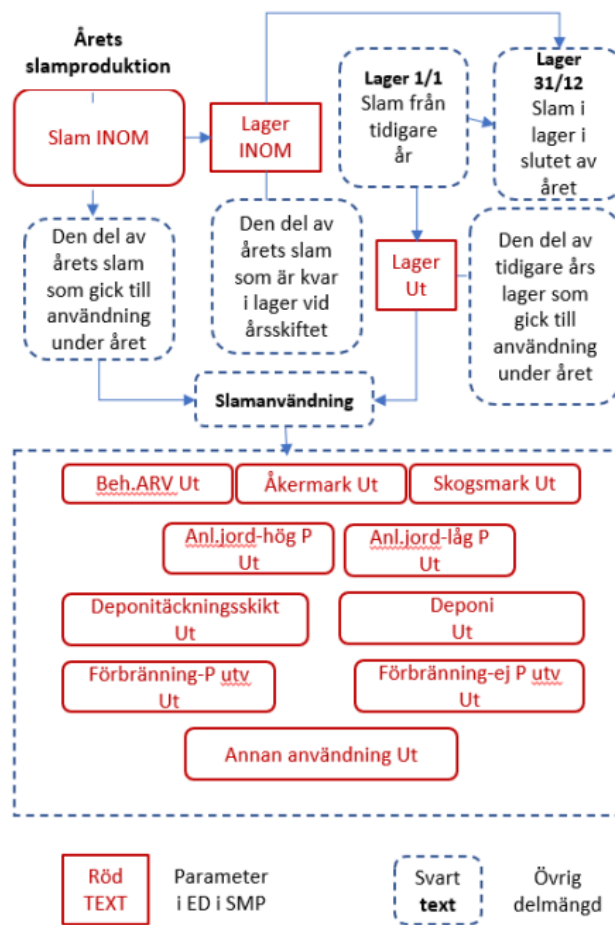 Årets
slamproduktion
Slam INOM
Lager
INOM
Lager 1/1
Slam från
tidigare
år
Lager
31/12
Slam i
lager i
slutet av
året
Den del av
årets slam
som gick till
användning
under året
Den del av
årets slam
som är kvar
i lager vid
årsskiftet
Lager
Ut
Den del av
tidigare års
lager som
gick till
användning
under året
Slamanvändning
Beh.ARV Ut
Åkermark Ut
Skogsmark Ut
Anl.jord-hög P
Ut
Anl.jord-låg P
Ut
Deponitäckningsskikt
Ut
Deponi
Ut
Förbränning-P utv
Ut
Förbränning-ej P utv
Ut
Annan användning Ut
Röd
TEXT
Parameter
i ED i SMP
Svart
text
Övrig
delmängd